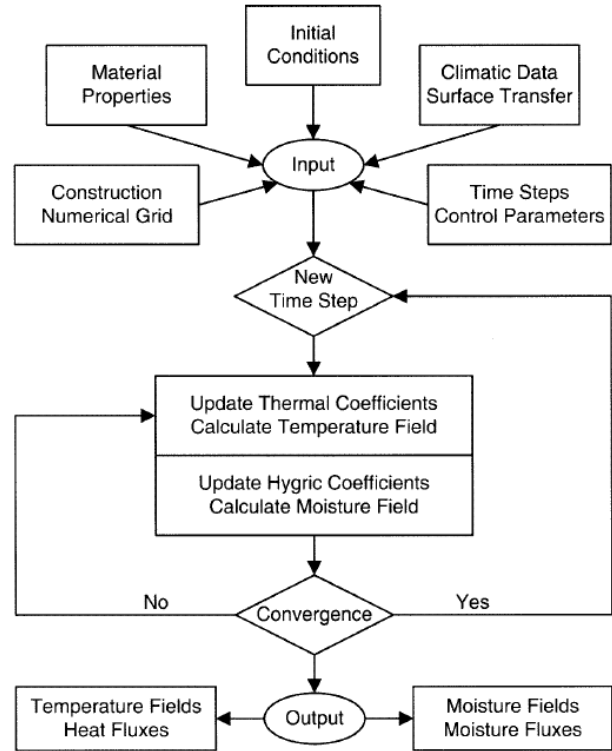 Initial
Conditions
Material
Properties
Climatic Data
Surface Transfer
Input
Construction
Numerical Grid
Time Steps
Control Parameters
New
Time Step
Update Thermal Coefficients
Calculate Temperature Field
Update Hygric Coefficients
Calculate Moisture Field
No
Convergence
Yes
Temperature Fields
Heat Fluxes
Output
Moisture Fields
Moisture Fluxes